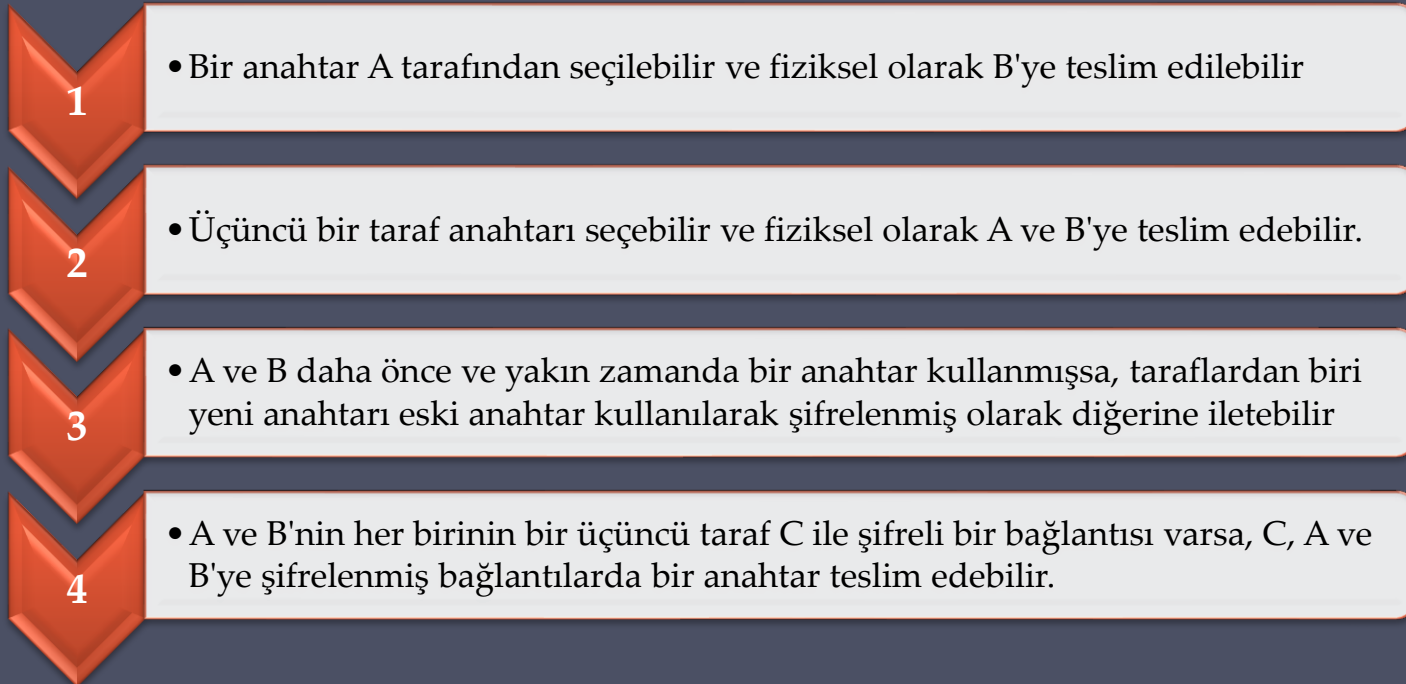 1
•Bir anahtar A tarafından seçilebilir ve fiziksel olarak B'ye teslim edilebilir
2
•Üçüncü bir taraf anahtarı seçebilir ve fiziksel olarak A ve B'ye teslim edebilir.
3
•A ve B daha önce ve yakın zamanda bir anahtar kullanmışsa, taraflardan biri
yeni anahtarı eski anahtar kullanılarak şifrelenmiş olarak diğerine iletebilir
4
•A ve B'nin her birinin bir üçüncü taraf C ile şifreli bir bağlantısı varsa, C, A ve
B'ye şifrelenmiş bağlantılarda bir anahtar teslim edebilir.